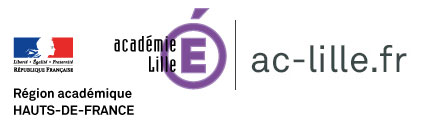 académie
Lille
É
ac-lille.fr
Liberté • Égalité • Fraternité
RÉPUBLIQUE FRANÇAISE
Région académique
HAUTS-DE-FRANCE